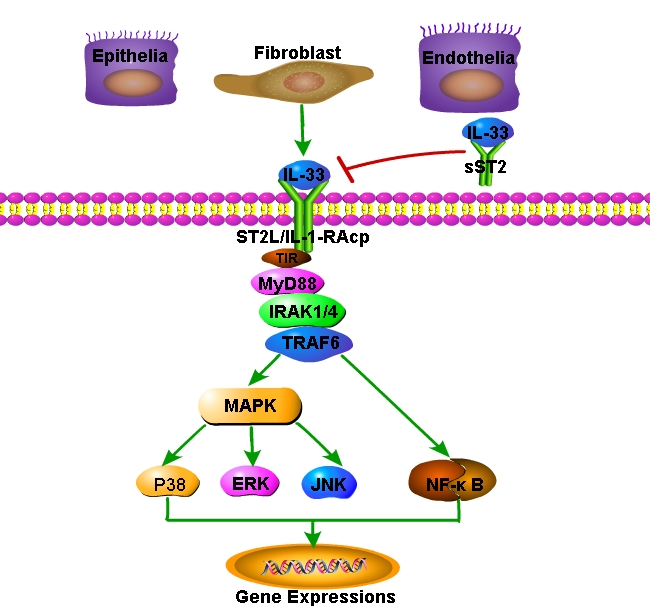 Epithelia
Fibroblast
Endothelia
IL-33
sST2
IL-33
ST2L/IL-1-RAcp
TIR
MyD88
IRAK1/4
TRAF6
MAPK
P38
ERK
JNK
NF-κ B
Gene Expressions